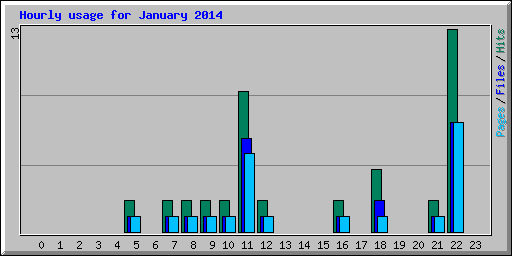 Hourly usage for January 2014
13
Pages/Files/Hits
0 1 2 3 4 5 6 7 8 9 10 11 12 13 14 15 16 17 18 19 20 21 22 23